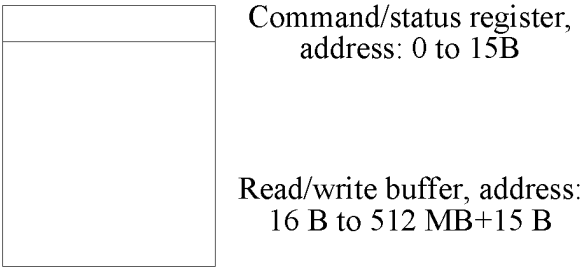 Command/status register,
address: 0 to 15B
Read/write buffer, address:
16 B to 512 MB+15 B